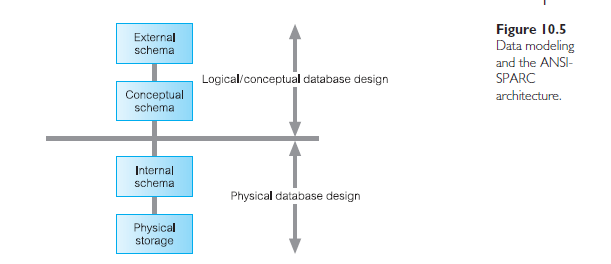 External
schema
Logical/conceptual database design
Conceptual
schema
Internal
schema
Physical database design
Physical
storage
Figure 10.5
Data modeling
and the ANSI-
SPARC
architecture.